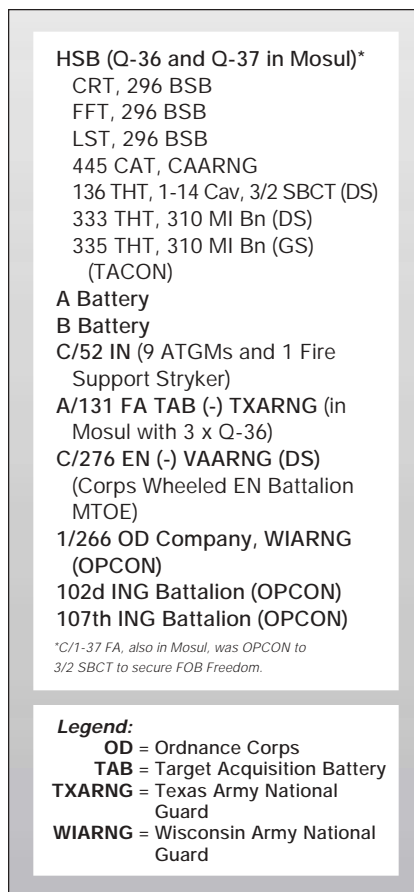 HSB (Q-36 and Q-37 in Mosul)*
CRT, 296 BSB
FFT, 296 BSB
LST, 296 BSB
445 CAT, CAARNG
136 THT, 1-14 Cav, 3/2 SBCT (DS)
333 THT, 310 MI Bn (DS)
335 THT, 310 MI Bn (GS)
(TACON)
A Battery
B Battery
C/52 IN (9 ATGMs and 1 Fire
Support Stryker)
A/131 FA TAB (-) TXARNG (in
Mosul with 3 x Q-36)
C/276 EN (-) VAARNG (DS)
(Corps Wheeled EN Battalion
MTOE)
1/266 OD Company, WIARNG
(OPCON)
102d ING Battalion (OPCON)
107th ING Battalion (OPCON)
*C/1-37 FA, also in Mosul, was OPCON to
3/2 SBCT to secure FOB Freedom.
Legend:
OD = Ordnance Corps
TAB = Target Acquisition Battery
TXARNG = Texas Army National
Guard
WIARNG = Wisconsin Army National
Guard